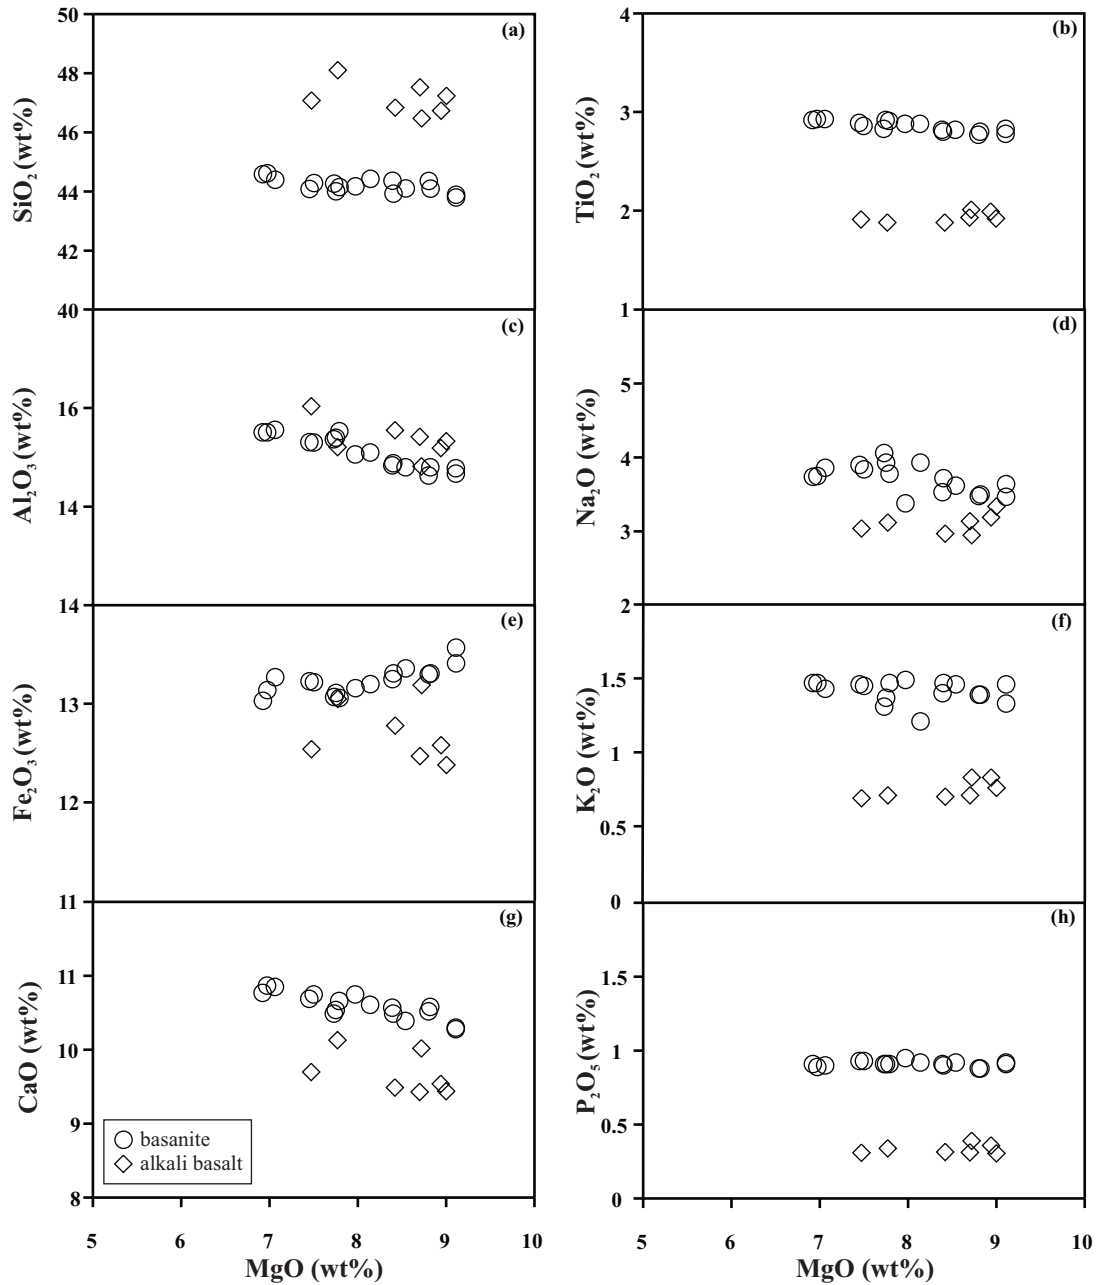 (a)
SiO₂ (wt%)
50
48
46
44
42
40
(b)
TiO₂ (wt%)
4
3
2
1
(c)
Al₂O₃ (wt%)
16
14
14
(d)
Na₂O (wt%)
5
4
3
2
(e)
Fe₂O₃ (wt%)
13
12
11
(f)
K₂O (wt%)
1.5
1
0.5
0
(g)
CaO (wt%)
11
10
9
8
basanite
alkali basalt
5 6 7 8 9 10
MgO (wt%)
(h)
P₂O₅ (wt%)
1.5
1
0.5
0
5 6 7 8 9 10
MgO (wt%)